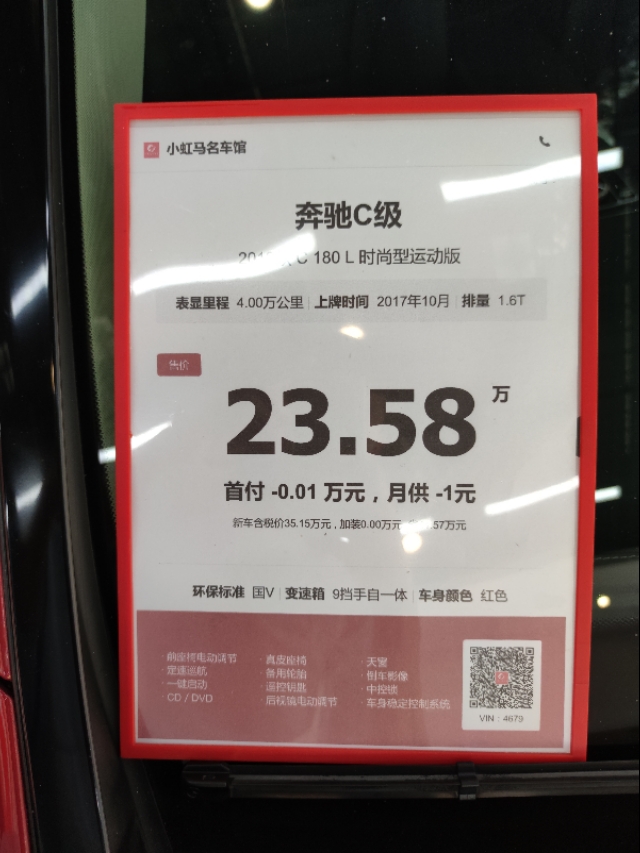 小虹马名车馆
奔驰C级
C 180 L 时尚型运动版
表显里程 4.00万公里 | 上牌时间 2017年10月 | 排量 1.6T
售价
23.58 万
首付 -0.01 万元，月供 -1元
新车含税价35.15万元，加装0.00万元 57万元
环保标准 国V | 变速箱 9挡手自一体 | 车身颜色 红色
· 前座椅电动调节 · 真皮座椅 · 天窗
· 定速巡航 · 备用轮胎 · 倒车影像
· 一键启动 · 遥控钥匙 · 中控锁
· CD / DVD · 后视镜电动调节 · 车身稳定控制系统
VIN : 4679